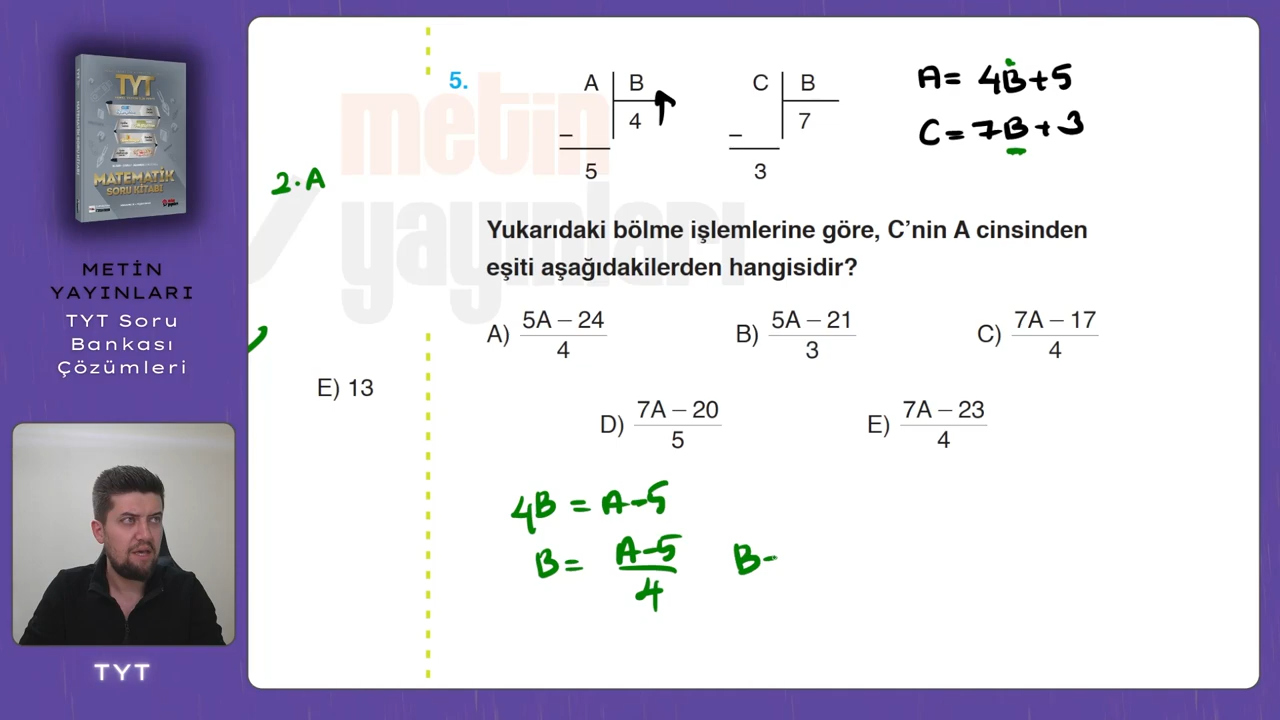 TYT
MATEMATİK
SORU KİTABI
METİN
YAYINLARI
TYT Soru
Bankası
Çözümleri
TYT
2.A
E) 13
metin
yayınları
5.
A B
4
5
C B
7
3
A = 4B + 5
C = 7B + 3
Yukarıdaki bölme işlemlerine göre, C'nin A cinsinden
eşiti aşağıdakilerden hangisidir?
A) 5A – 24 / 4 B) 5A – 21 / 3 C) 7A – 17 / 4
D) 7A – 20 / 5 E) 7A – 23 / 4
4B = A-5
B = A-5 / 4 B-